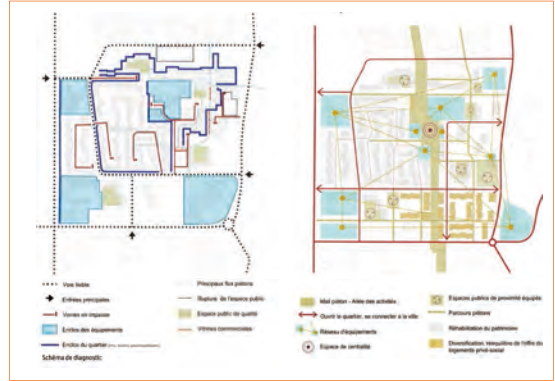 Voie lisible
Entrées principales
Voiries en impasse
Enclos des équipements
Enclos du quartier
Principaux flux piétons
Rupture de l'espace public
Espace public de qualité
Vitrines commerciales
Schéma de diagnostic
Mail piéton - Allée des activités
Ouvrir le quartier, se connecter à la ville
Réseau d'équipements
Espace de centralité
Espaces publics de proximité équipés
Parcours piétons
Réhabilitation du patrimoine
Diversification, rééquilibre de l'offre du
logements privé-social